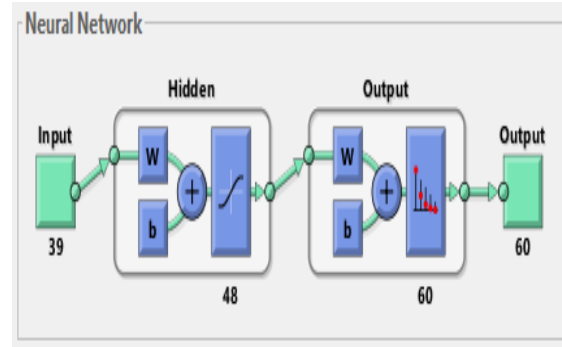 Neural Network
Hidden
Output
Input
Output
W
W
+
+
b
b
39
60
48
60